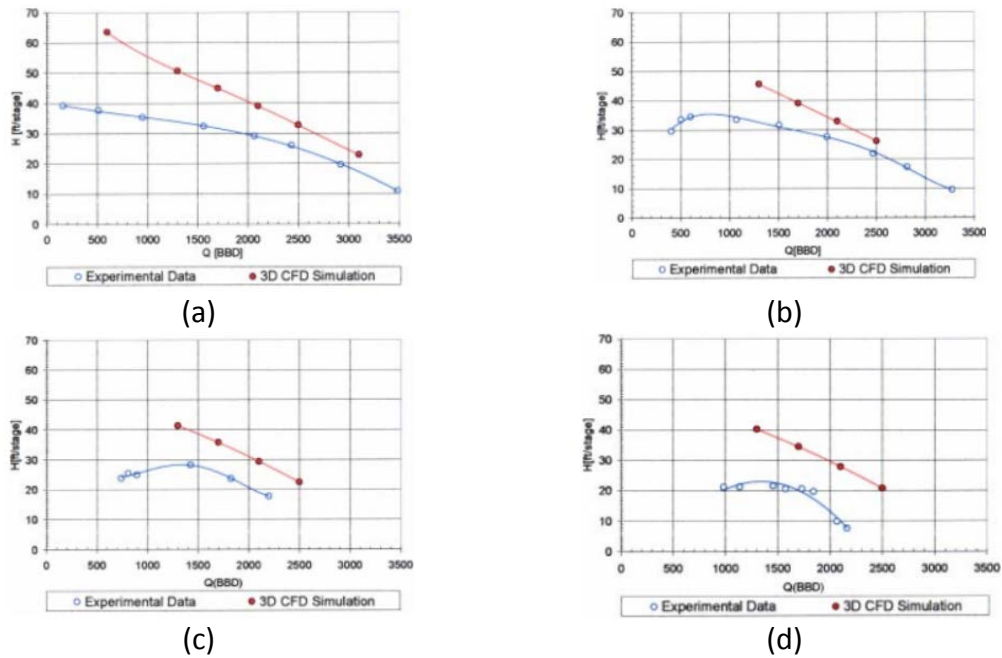 70
60
50
40
30
20
10
0
H [ft/stage]
0 500 1000 1500 2000 2500 3000 3500
Q [BBD]
Experimental Data 3D CFD Simulation
(a)
70
60
50
40
30
20
10
0
H[ft/stage]
0 500 1000 1500 2000 2500 3000 3500
Q[BBD]
Experimental Data 3D CFD Simulation
(b)
70
60
50
40
30
20
10
0
H[ft/stage]
0 500 1000 1500 2000 2500 3000 3500
Q(BBD)
Experimental Data 3D CFD Simulation
(c)
70
60
50
40
30
20
10
0
H[ft/stage]
0 500 1000 1500 2000 2500 3000 3500
Q(BBD)
Experimental Data 3D CFD Simulation
(d)